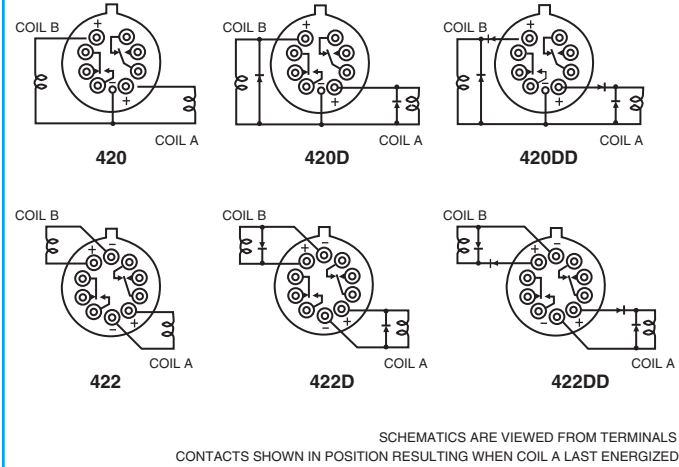 COIL B
+
−
+
COIL A
420
COIL B
+
−
+
COIL A
420D
COIL B
+
−
+
COIL A
420DD
COIL B
−
+
+
−
COIL A
422
COIL B
−
+
+
−
COIL A
422D
COIL B
−
+
+
−
COIL A
422DD
SCHEMATICS ARE VIEWED FROM TERMINALS
CONTACTS SHOWN IN POSITION RESULTING WHEN COIL A LAST ENERGIZED